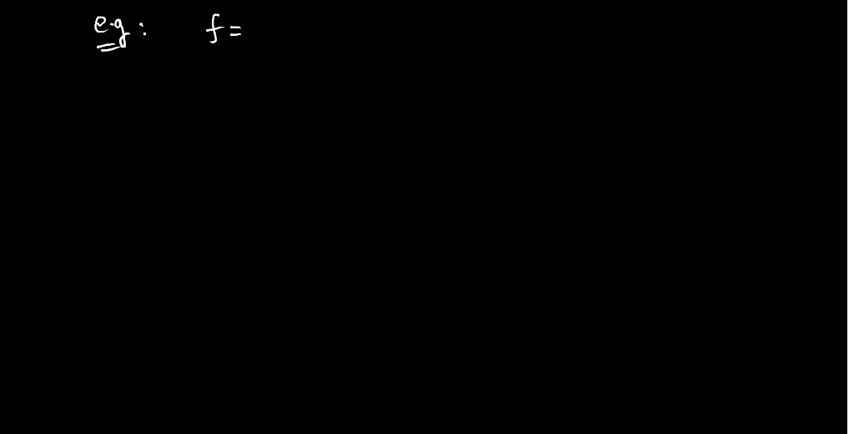 e.g : f =